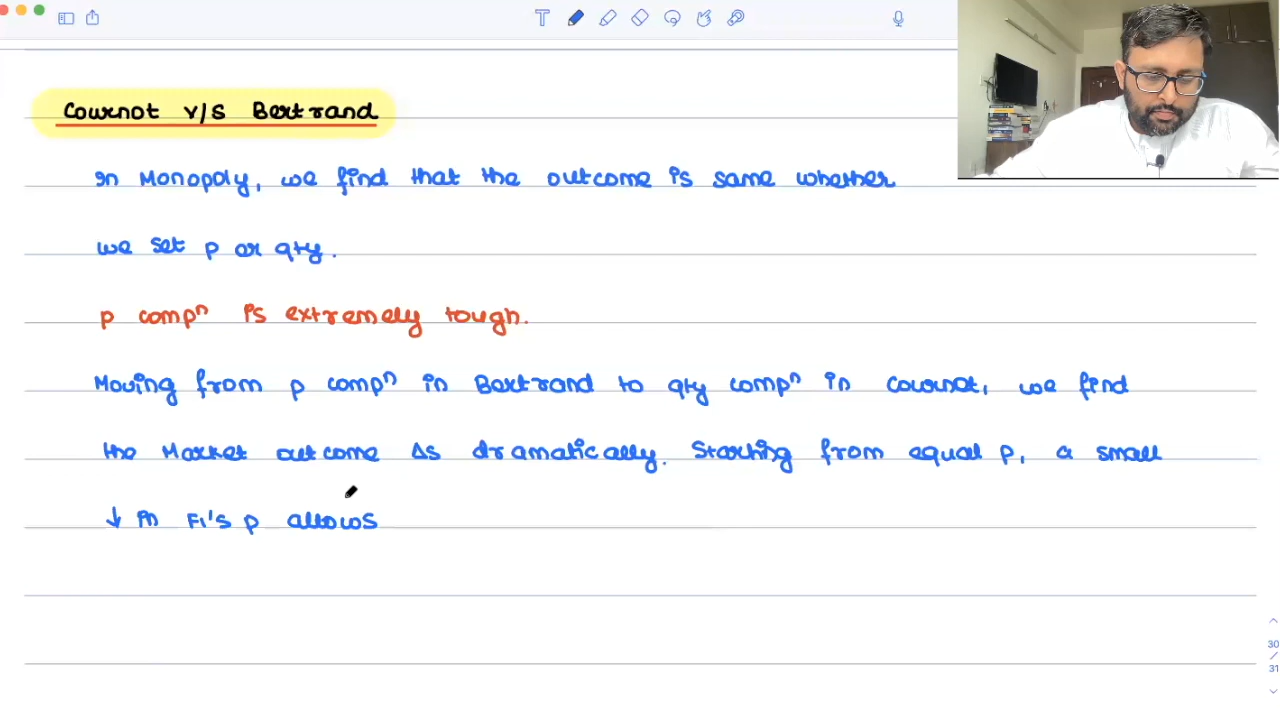 Cournot v/s Bertrand
In Monopoly, we find that the outcome is same whether
we set p or qty.
p compⁿ is extremely tough.
Moving from p compⁿ in Bertrand to qty compⁿ in Cournot, we find
the Market outcome Δs dramatically. Starting from equal p, a small
↓ in F1's p allows
30
/
31